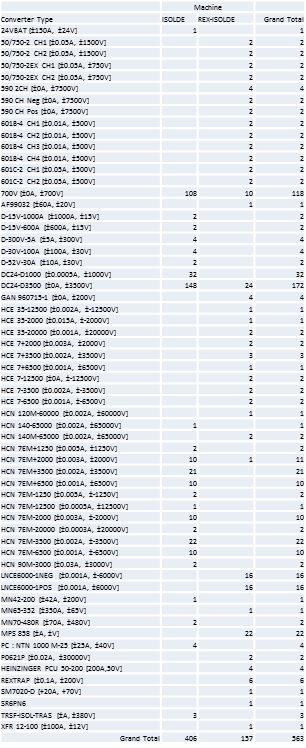 Machine
Converter Type ISOLDE REX-ISOLDE Grand Total
24VBAT [±150A, ±24V] 1 1
50/750-2 CH1 [±0.05A, ±1500V] 2 2
50/750-2 CH2 [±0.05A, ±1500V] 2 2
50/750-2EX CH1 [±0.05A, ±750V] 2 2
50/750-2EX CH2 [±0.05A, ±750V] 2 2
590 2CH [±0A, ±7500V] 4 4
590 CH Neg [±0A, ±7500V] 2 2
590 CH Pos [±0A, ±7500V] 2 2
6018-4 CH1 [±0.01A, ±500V] 2 2
6018-4 CH2 [±0.01A, ±500V] 2 2
6018-4 CH3 [±0.01A, ±500V] 2 2
6018-4 CH4 [±0.01A, ±500V] 2 2
601C-2 CH1 [±0.05A, ±500V] 2 2
601C-2 CH2 [±0.05A, ±500V] 2 2
700V [±0A, ±700V] 108 10 118
AF99032 [±60A, ±20V] 1 1
D-15V-1000A [±1000A, ±15V] 2 2
D-15V-600A [±600A, ±15V] 2 2
D-300V-5A [±5A, ±300V] 4 4
D-30V-100A [±100A, ±30V] 4 4
D-52V-30A [±10A, ±30V] 2 2
DC24-D1000 [±0.0005A, ±1000V] 32 32
DC24-D3500 [±0A, ±3500V] 148 24 172
GAN 960715-1 [±0A, ±200V] 4 4
HCE 35-12500 [±0.002A, ±-12500V] 1 1
HCE 35-2000 [±0.015A, ±-2000V] 1 1
HCE 35-20000 [±0.001A, ±20000V] 2 2
HCE 7+2000 [±0.003A, ±2000V] 2 2
HCE 7+3500 [±0.002A, ±3500V] 3 3
HCE 7+6500 [±0.001A, ±6500V] 1 1
HCE 7-12500 [±0A, ±-12500V] 2 2
HCE 7-3500 [±0.002A, ±-3500V] 2 2
HCE 7-6500 [±0.001A, ±-6500V] 2 2
HCN 120M-60000 [±0.002A, ±60000V] 1 1
HCN 140-65000 [±0.002A, ±65000V] 1 1
HCN 140M-65000 [±0.002A, ±65000V] 2 2
HCN 7EM+1250 [±0.005A, ±1250V] 2 2
HCN 7EM+2000 [±0.003A, ±2000V] 10 1 11
HCN 7EM+3500 [±0.002A, ±3500V] 21 21
HCN 7EM+6500 [±0.001A, ±6500V] 10 10
HCN 7EM-1250 [±0.005A, ±-1250V] 2 2
HCN 7EM-12500 [±0.0005A, ±12500V] 1 1
HCN 7EM-2000 [±0.003A, ±-2000V] 10 10
HCN 7EM-20000 [±0.0003A, ±20000V] 2 2
HCN 7EM-3500 [±0.002A, ±-3500V] 22 22
HCN 7EM-6500 [±0.001A, ±-6500V] 10 10
HCN 90M-3000 [±0.03A, ±3000V] 2 2
LNCE6000-1NEG [±0.001A, ±-6000V] 16 16
LNCE6000-1POS [±0.001A, ±6000V] 16 16
MN42-200 [±42A, ±200V] 1 1
MN65-352 [±350A, ±65V] 1 1
MN70-480R [±70A, ±480V] 2 2
MPS 858 [±A, ±V] 22 22
PC : NTN 1000 M-25 [±25A, ±40V] 4 4
P0621P [±0.02A, ±30000V] 2 2
HEINZINGER PCU 50-200 [200A,50V] 4 4
REXTRAP [±0.1A, ±200V] 6 6
SM7020-D [+20A, +70V] 1 1
SR6PN6 1 1
TRSF-ISOL-TRAS [±A, ±380V] 3 3
XFR 12-100 [±100A, ±12V] 1 1
Grand Total 406 157 563